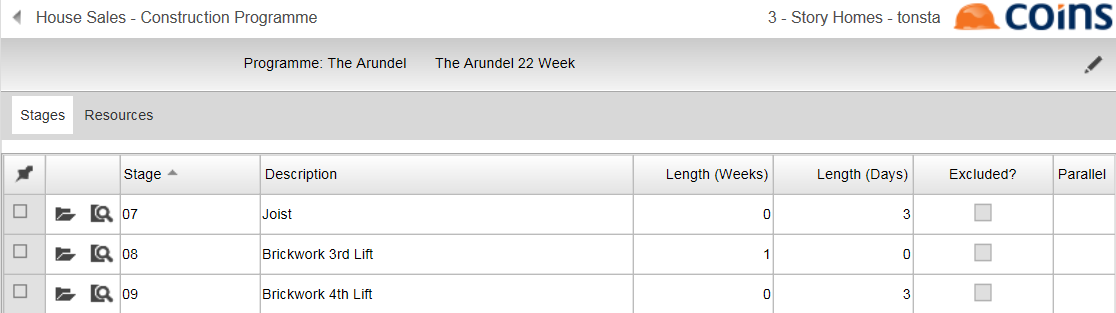 House Sales - Construction Programme 3 - Story Homes - tonsta coins
Programme: The Arundel The Arundel 22 Week
Stages Resources
Stage Description Length (Weeks) Length (Days) Excluded? Parallel
07 Joist 0 3
08 Brickwork 3rd Lift 1 0
09 Brickwork 4th Lift 0 3